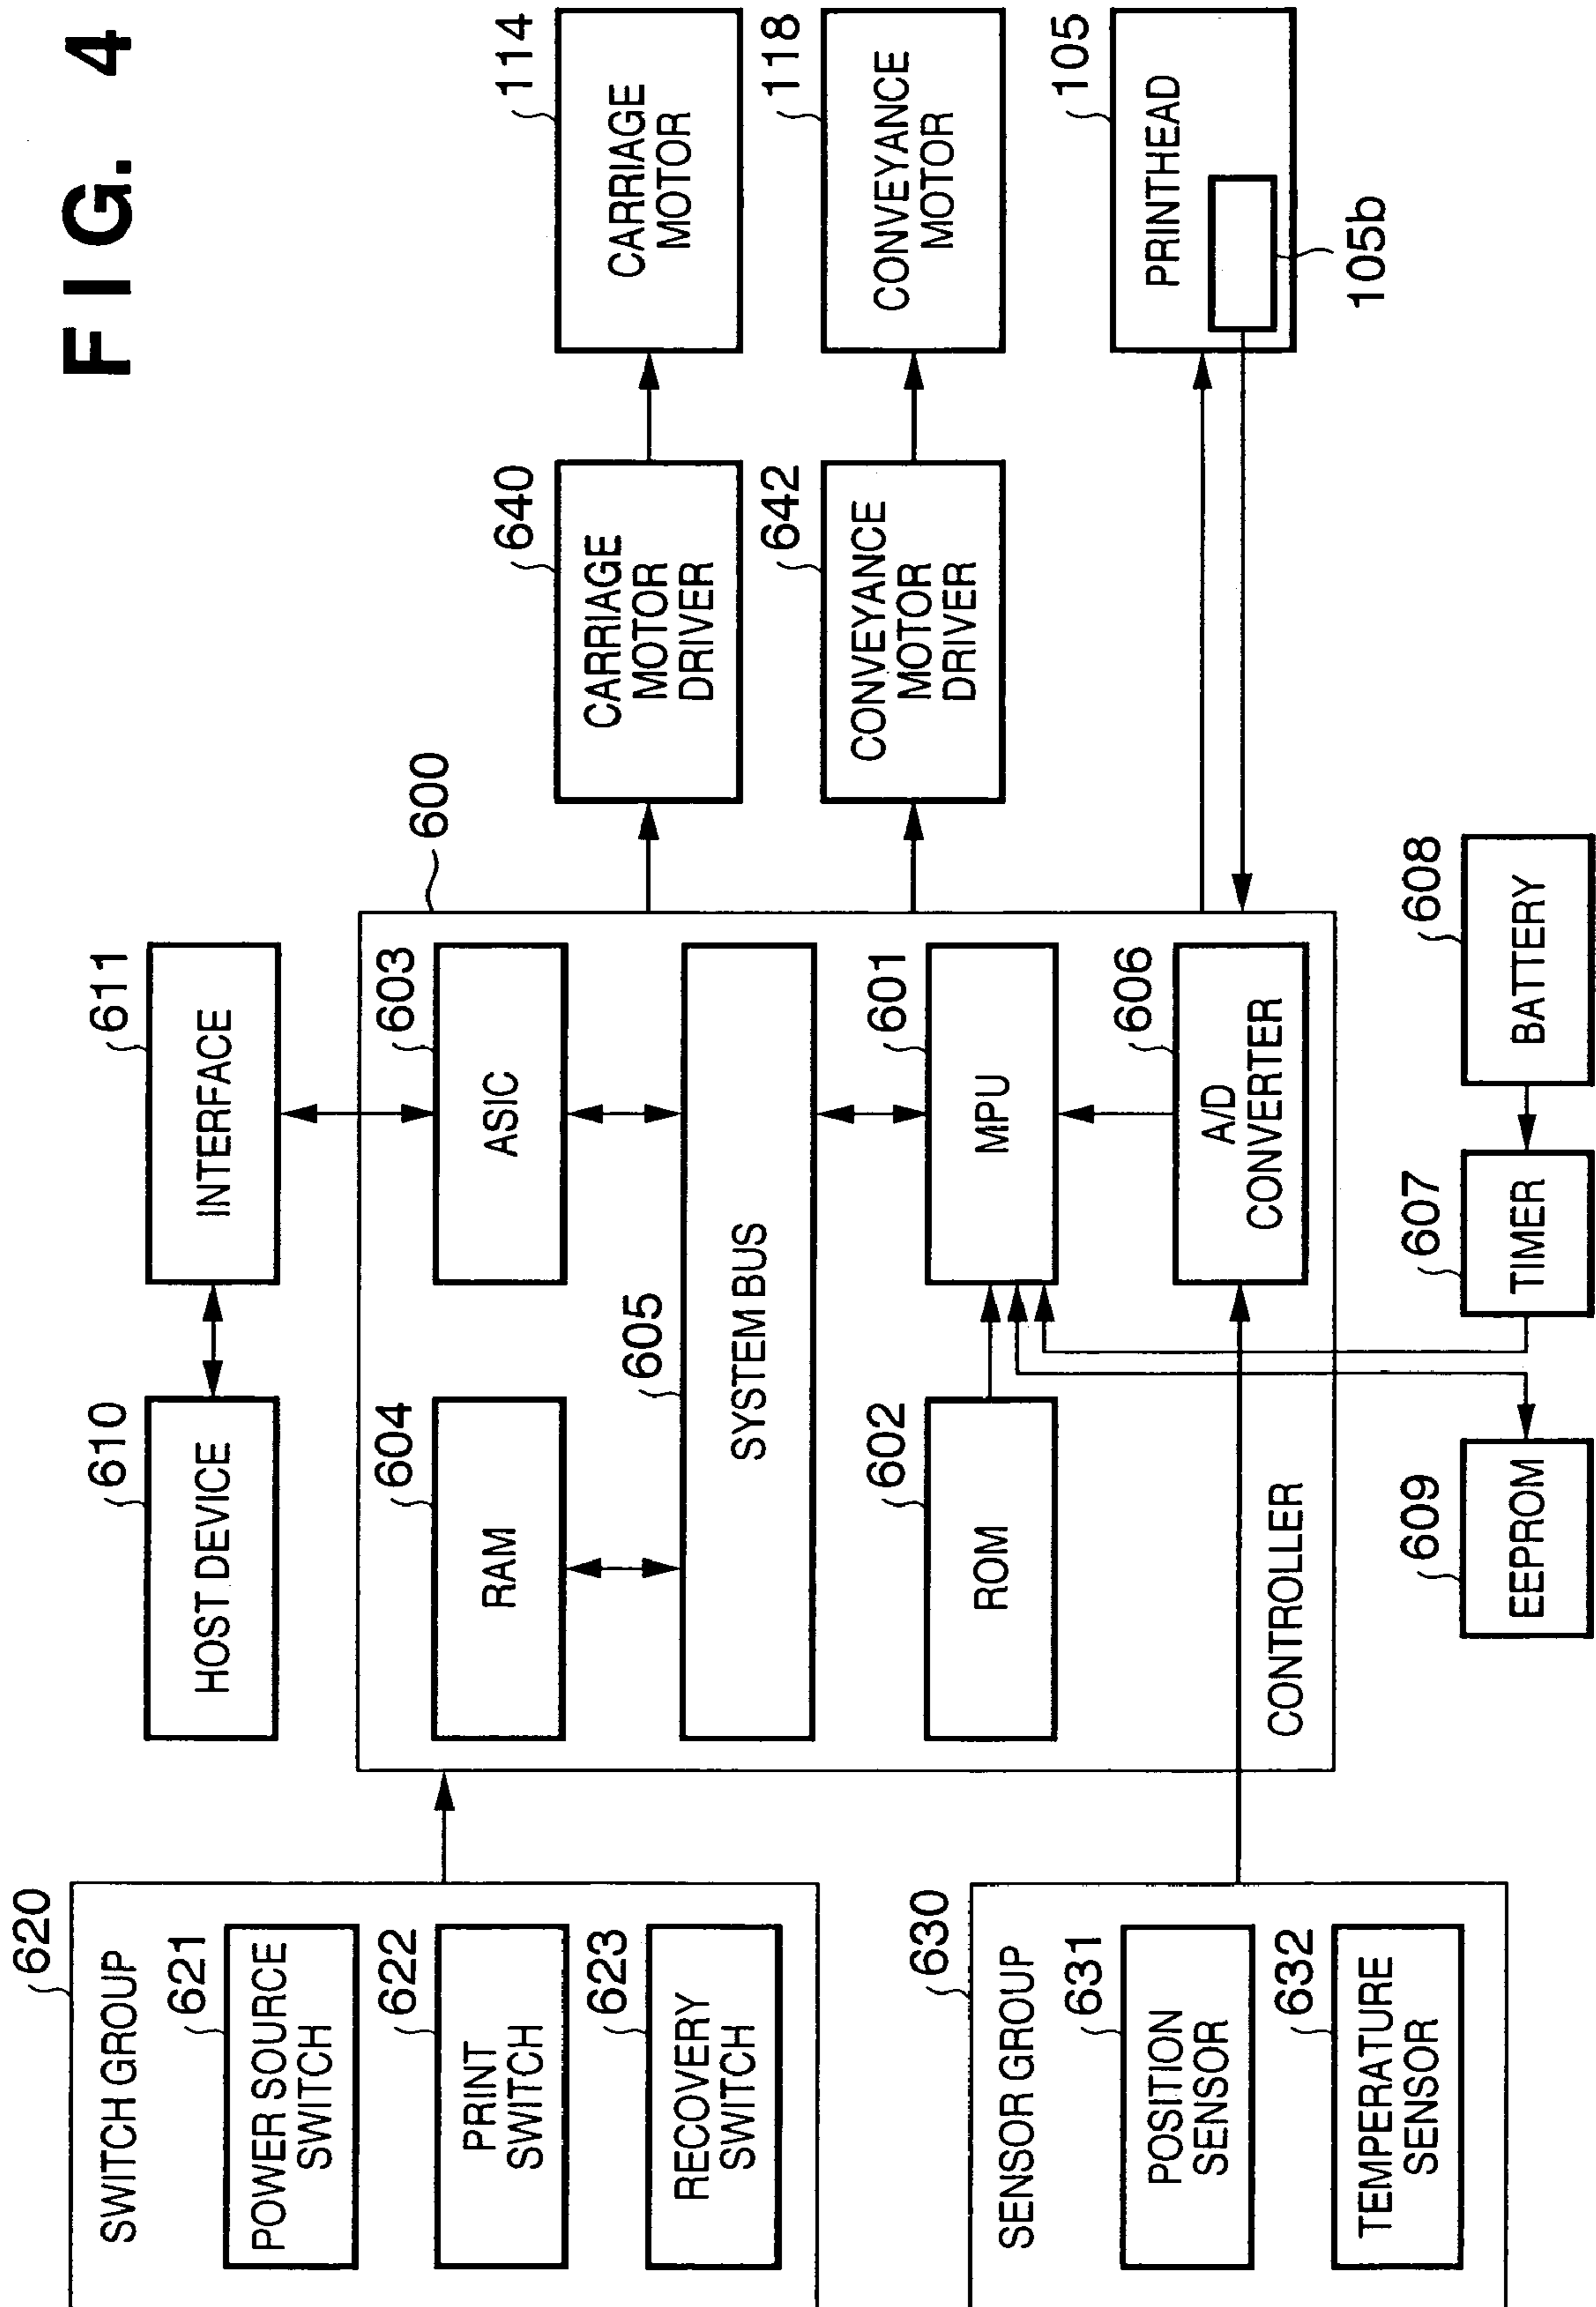 FIG. 4
620
SWITCH GROUP
621
POWER SOURCE
SWITCH
622
PRINT
SWITCH
623
RECOVERY
SWITCH
630
SENSOR GROUP
631
POSITION
SENSOR
632
TEMPERATURE
SENSOR
610
HOST DEVICE
611
INTERFACE
600
604
RAM
603
ASIC
605
SYSTEM BUS
602
ROM
601
MPU
606
A/D
CONVERTER
CONTROLLER
609
EEPROM
607
TIMER
608
BATTERY
640
CARRIAGE
MOTOR
DRIVER
642
CONVEYANCE
MOTOR
DRIVER
114
CARRIAGE
MOTOR
118
CONVEYANCE
MOTOR
105
PRINTHEAD
105b